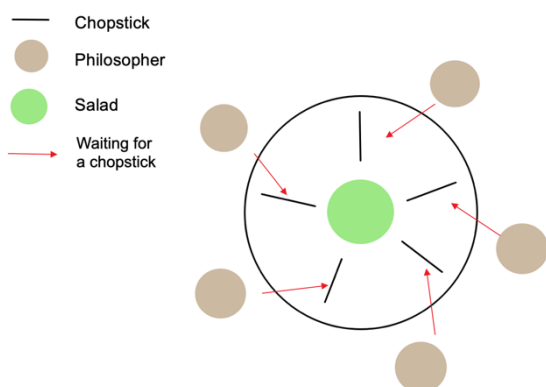 Chopstick
Philosopher
Salad
Waiting for
a chopstick